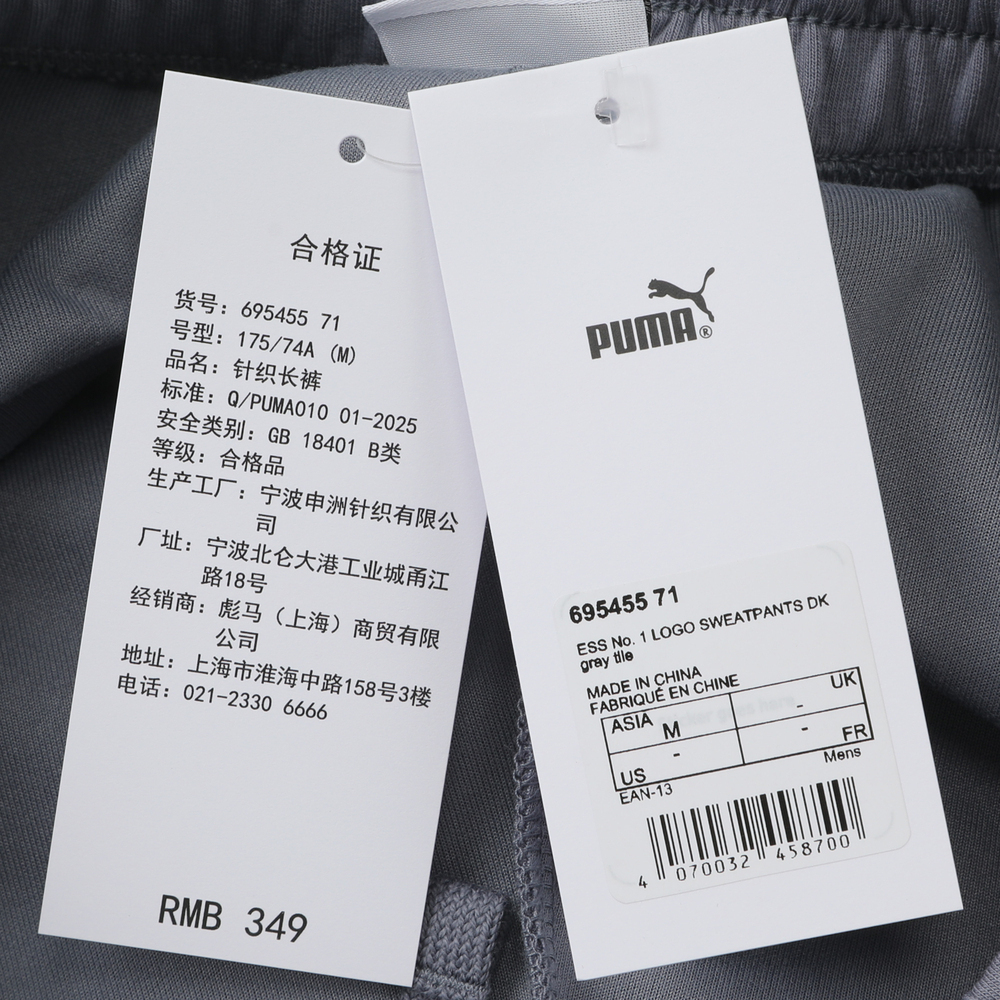 合格证
货号：695455 71
号型：175/74A (M)
品名：针织长裤
标准：Q/PUMA010 01-2025
安全类别：GB 18401 B类
等级：合格品
生产工厂：宁波申洲针织有限公
司
厂址：宁波北仑大港工业城甬江
路18号
经销商：彪马（上海）商贸有限
公司
地址：上海市淮海中路158号3楼
电话：021-2330 6666
RMB 349
PUMA®
695455 71
ESS No. 1 LOGO SWEATPANTS DK
gray tile
MADE IN CHINA
FABRIQUÉ EN CHINE
ASIA M - UK
US - - FR
EAN-13 Mens
4 070032 458700